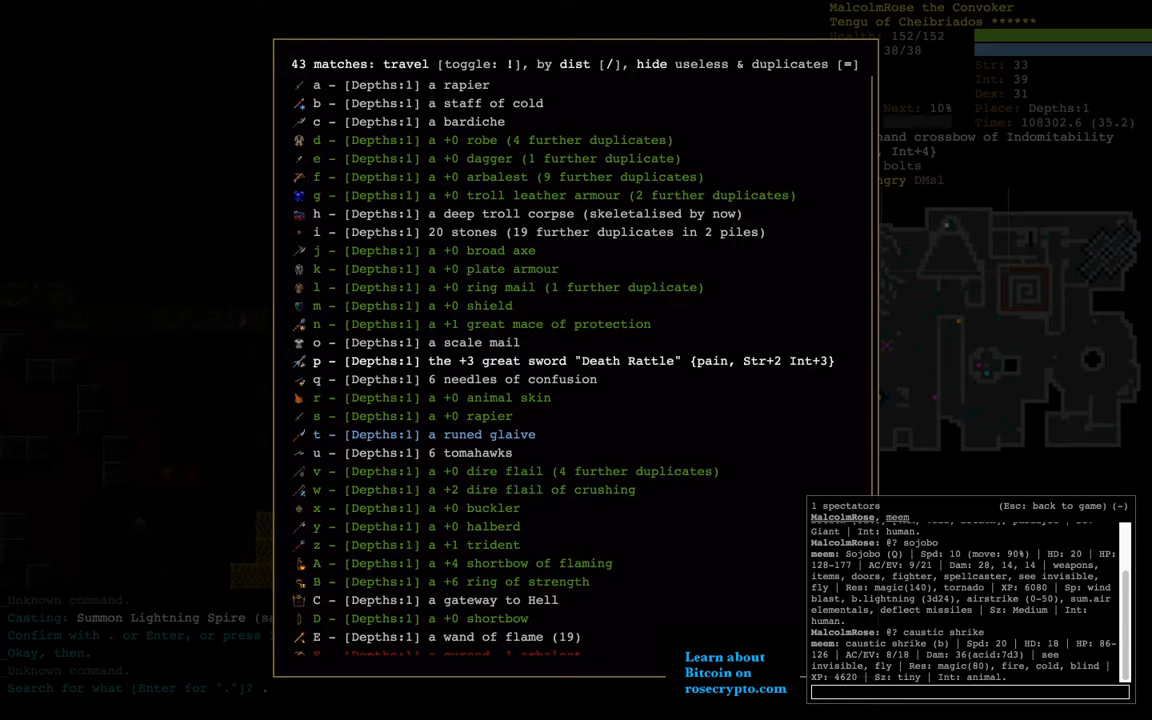 MalcolmRose the Convoker
Tengu of Cheibriados ******
Health: 152/152
38/38
Str: 33
Int: 39
Dex: 31
Next: 10% Place: Depths:1
Time: 108302.6 (35.2)
hand crossbow of Indomitability
, Int+4}
bolts
ngry DMsl
43 matches: travel [toggle: !], by dist [/], hide useless & duplicates [=]
a - [Depths:1] a rapier
b - [Depths:1] a staff of cold
c - [Depths:1] a bardiche
d - [Depths:1] a +0 robe (4 further duplicates)
e - [Depths:1] a +0 dagger (1 further duplicate)
f - [Depths:1] a +0 arbalest (9 further duplicates)
g - [Depths:1] a +0 troll leather armour (2 further duplicates)
h - [Depths:1] a deep troll corpse (skeletalised by now)
i - [Depths:1] 20 stones (19 further duplicates in 2 piles)
j - [Depths:1] a +0 broad axe
k - [Depths:1] a +0 plate armour
l - [Depths:1] a +0 ring mail (1 further duplicate)
m - [Depths:1] a +0 shield
n - [Depths:1] a +1 great mace of protection
o - [Depths:1] a scale mail
p - [Depths:1] the +3 great sword "Death Rattle" {pain, Str+2 Int+3}
q - [Depths:1] 6 needles of confusion
r - [Depths:1] a +0 animal skin
s - [Depths:1] a +0 rapier
t - [Depths:1] a runed glaive
u - [Depths:1] 6 tomahawks
v - [Depths:1] a +0 dire flail (4 further duplicates)
w - [Depths:1] a +2 dire flail of crushing
x - [Depths:1] a +0 buckler
y - [Depths:1] a +0 halberd
z - [Depths:1] a +1 trident
A - [Depths:1] a +4 shortbow of flaming
B - [Depths:1] a +6 ring of strength
C - [Depths:1] a gateway to Hell
D - [Depths:1] a +0 shortbow
E - [Depths:1] a wand of flame (19)
Unknown command.
Casting: Summon Lightning Spire (sa
Confirm with . or Enter, or press
Okay, then.
Unknown command.
Search for what [Enter for "."]? .
Learn about
Bitcoin on
rosecrypto.com
1 spectators (Esc: back to game) (-)
MalcolmRose, meem
Giant | Int: human.
MalcolmRose: @? sojobo
meem: Sojobo (Q) | Spd: 10 (move: 90%) | HD: 20 | HP:
128-177 | AC/EV: 9/21 | Dam: 28, 14, 14 | weapons,
items, doors, fighter, spellcaster, see invisible,
fly | Res: magic(140), tornado | XP: 6080 | Sp: wind
blast, b.lightning (3d24), airstrike (0-50), sum.air
elementals, deflect missiles | Sz: Medium | Int:
human.
MalcolmRose: @? caustic shrike
meem: caustic shrike (b) | Spd: 20 | HD: 18 | HP: 86-
126 | AC/EV: 8/18 | Dam: 36(acid:7d3) | see
invisible, fly | Res: magic(80), fire, cold, blind |
XP: 4620 | Sz: tiny | Int: animal.